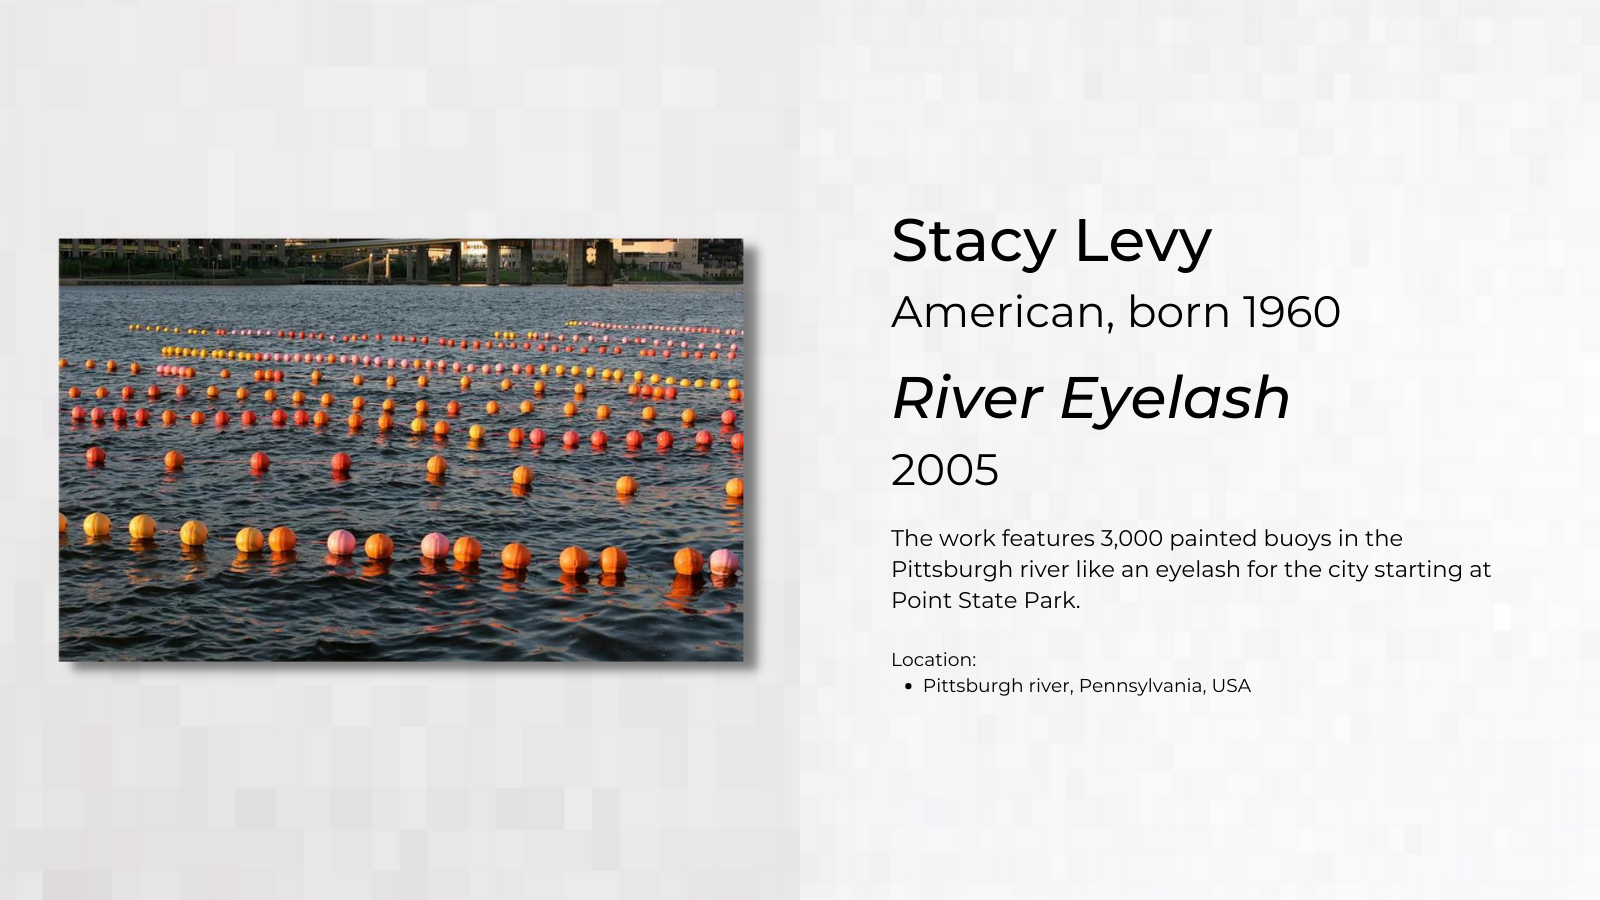 Stacy Levy
American, born 1960
River Eyelash
2005
The work features 3,000 painted buoys in the
Pittsburgh river like an eyelash for the city starting at
Point State Park.
Location:
• Pittsburgh river, Pennsylvania, USA